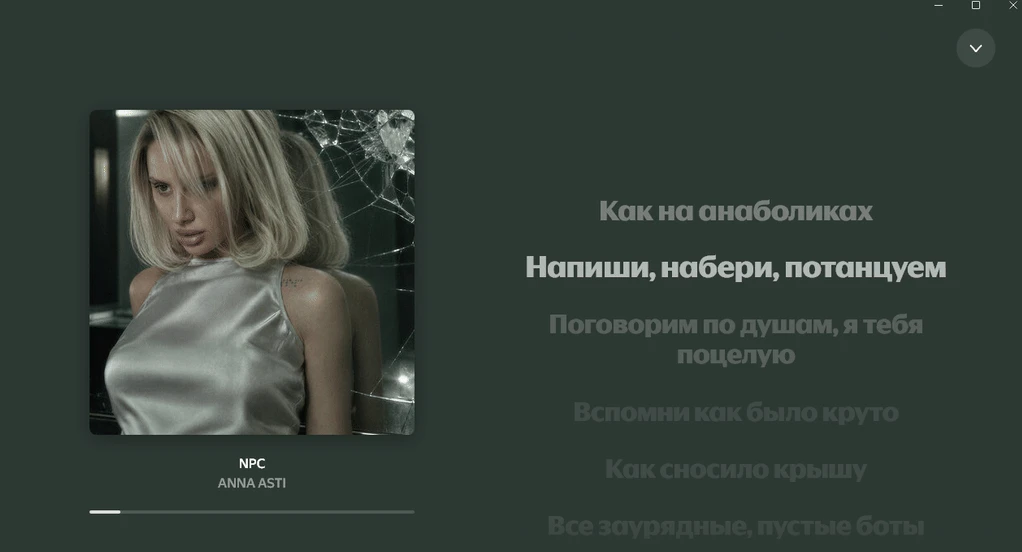 NPC
ANNA ASTI
Как на анаболиках
Напиши, набери, потанцуем
Поговорим по душам, я тебя
поцелую
Вспомни как было круто
Как сносило крышу
Все заурядные, пустые боты